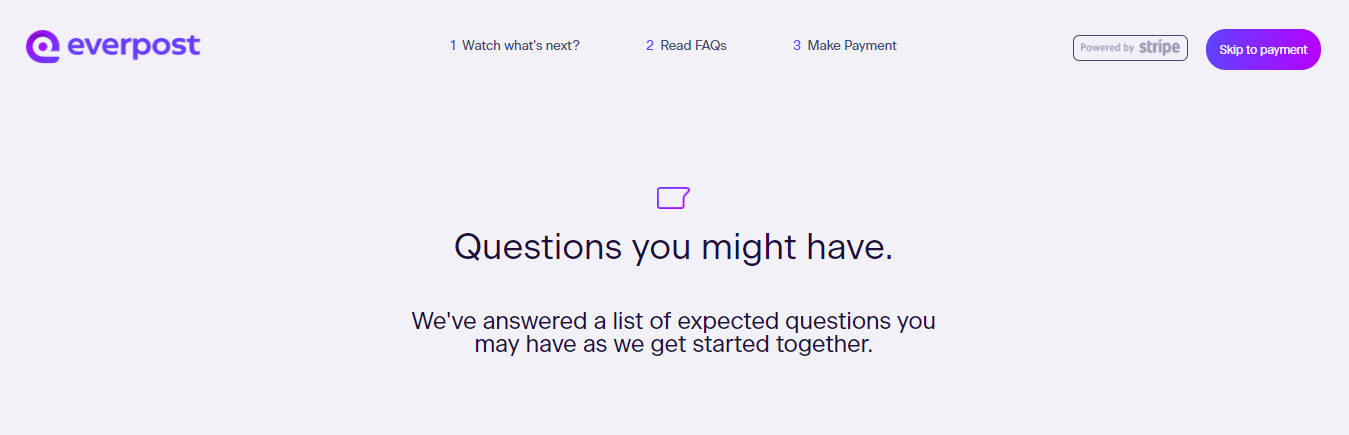 everpost
1 Watch what's next?
2 Read FAQs
3 Make Payment
Powered by stripe
Skip to payment
Questions you might have.
We've answered a list of expected questions you
may have as we get started together.